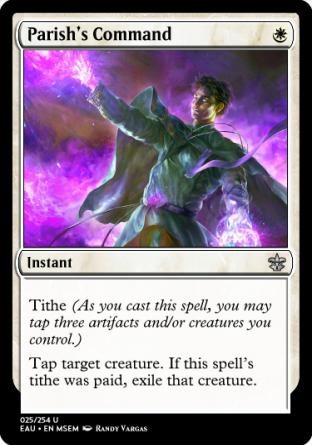 Parish's Command
Instant
Tithe (As you cast this spell, you may
tap three artifacts and/or creatures you
control.)
Tap target creature. If this spell's
tithe was paid, exile that creature.
025/254 U
EAU • EN MSEM Randy Vargas